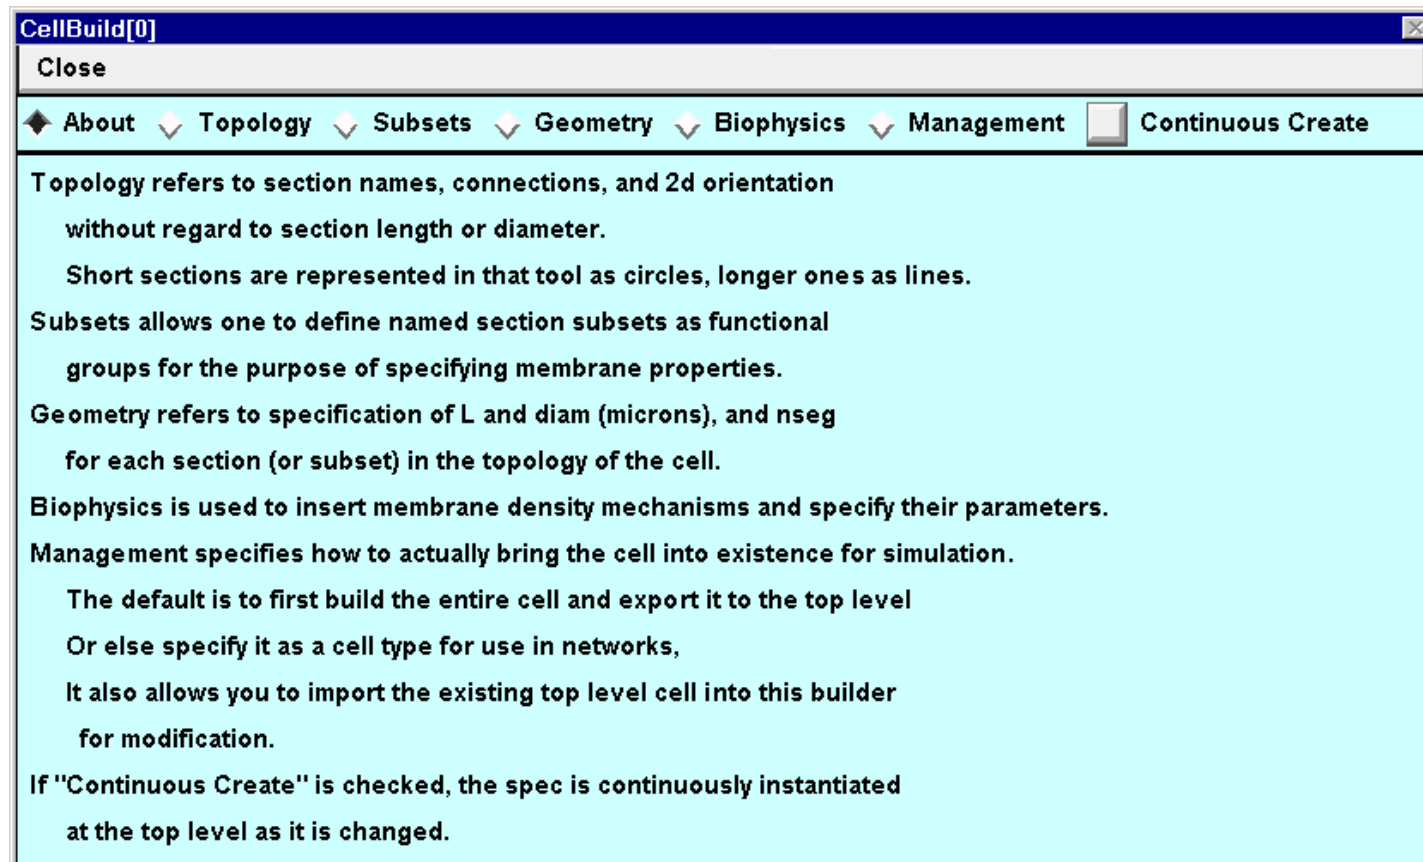 CellBuild[0]
Close
About Topology Subsets Geometry Biophysics Management Continuous Create
Topology refers to section names, connections, and 2d orientation
without regard to section length or diameter.
Short sections are represented in that tool as circles, longer ones as lines.
Subsets allows one to define named section subsets as functional
groups for the purpose of specifying membrane properties.
Geometry refers to specification of L and diam (microns), and nseg
for each section (or subset) in the topology of the cell.
Biophysics is used to insert membrane density mechanisms and specify their parameters.
Management specifies how to actually bring the cell into existence for simulation.
The default is to first build the entire cell and export it to the top level
Or else specify it as a cell type for use in networks,
It also allows you to import the existing top level cell into this builder
for modification.
If "Continuous Create" is checked, the spec is continuously instantiated
at the top level as it is changed.